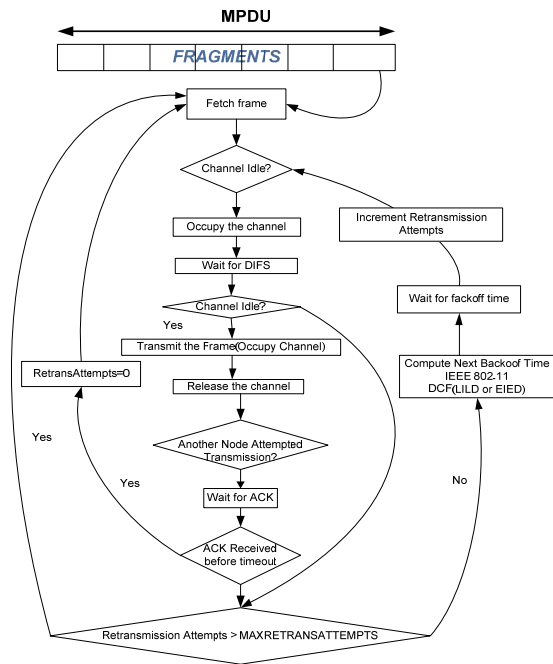 MPDU
FRAGMENTS
Fetch frame
Channel Idle?
Occupy the channel
Increment Retransmission
Attempts
Wait for DIFS
Channel Idle?
Wait for fackoff time
Yes
Transmit the Frame(Occupy Channel)
Compute Next Backoof Time
IEEE 802-11
DCF(LILD or EIED)
RetransAttempts=0
Release the channel
Another Node Attempted
Transmission?
Yes
Yes
No
Wait for ACK
ACK Received
before timeout
Retransmission Attempts > MAXRETRANSATTEMPTS